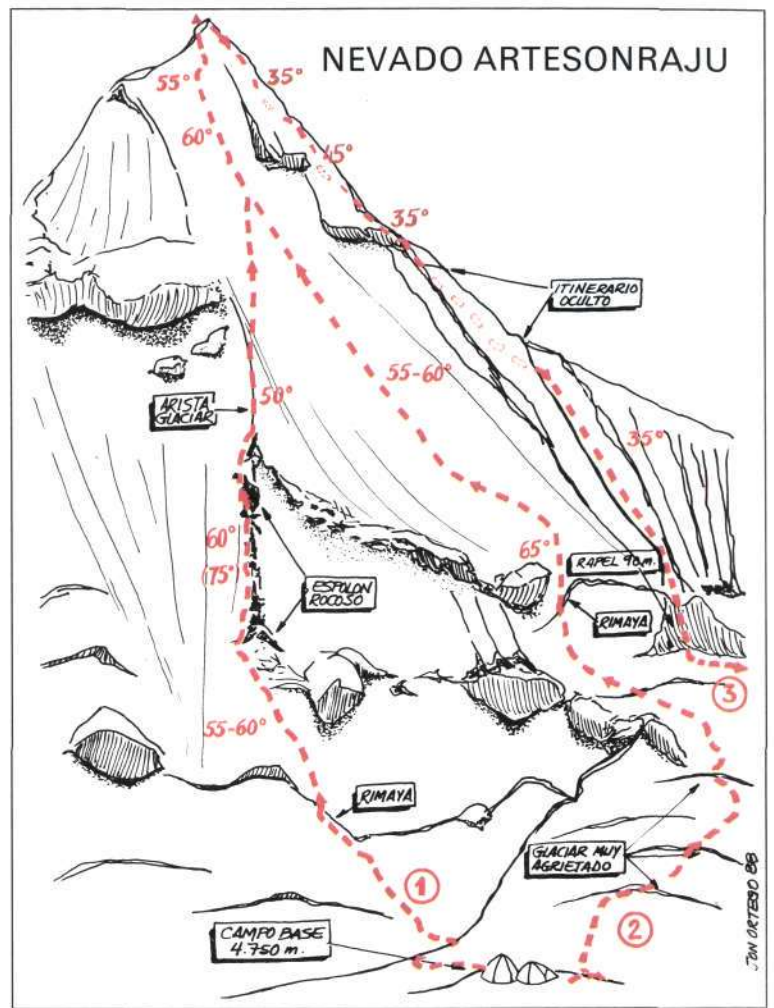 NEVADO ARTESONRAJU
55°
35°
60°
45°
35°
ITINERARIO
OCULTO
55-60°
ARISTA
GLACIAR
50°
35°
60°
(75°)
65°
RAPEL 90 m.
ESPOLON
ROCOSO
RIMAYA
3
55-60°
RIMAYA
GLACIAR MUY
AGRIETADO
1
2
CAMPO BASE
4.750 m.
JON ORTEGO 88